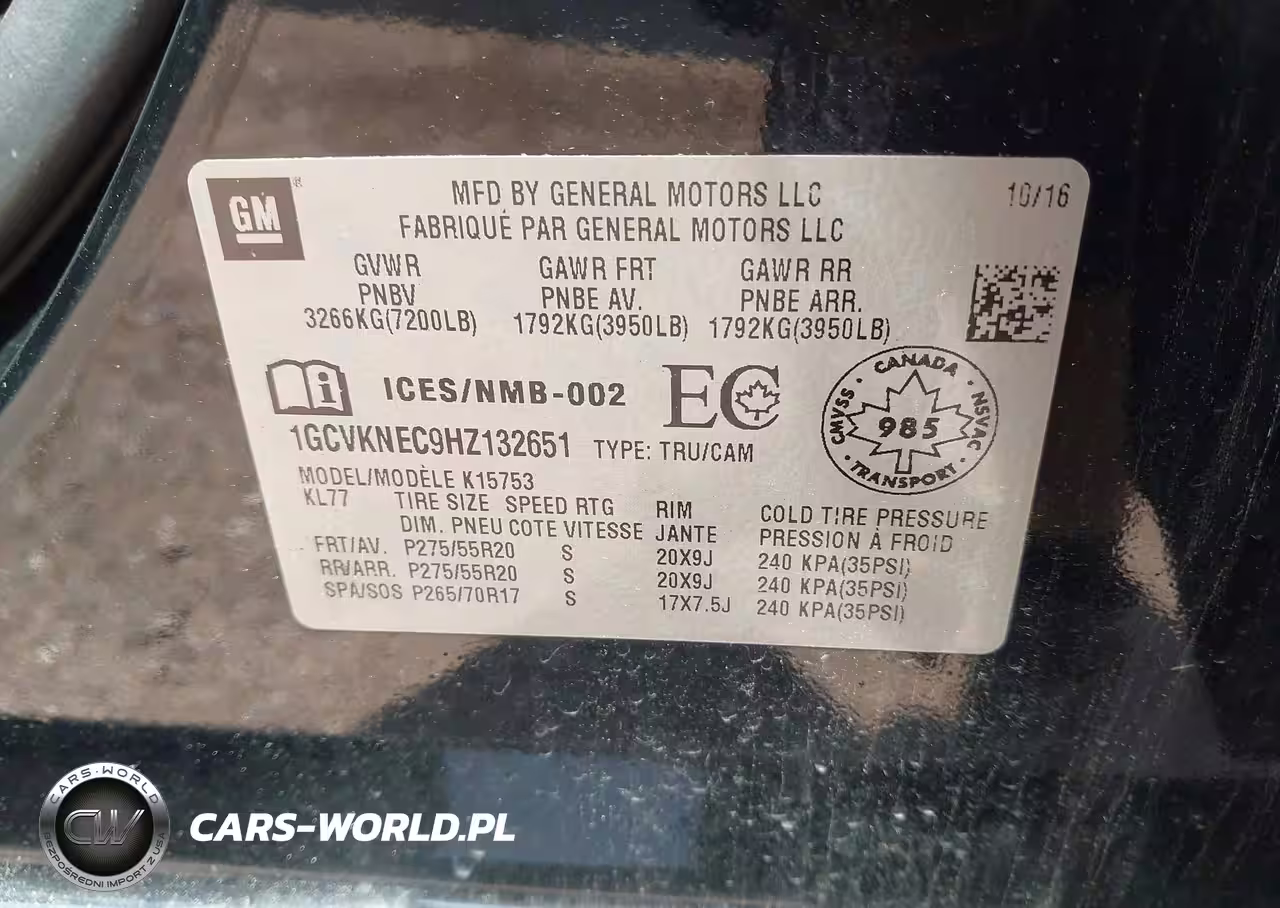 GM
MFD BY GENERAL MOTORS LLC
10/16
FABRIQUÉ PAR GENERAL MOTORS LLC
GVWR GAWR FRT GAWR RR
PNBV PNBE AV. PNBE ARR.
3266KG(7200LB) 1792KG(3950LB) 1792KG(3950LB)
ICES/NMB-002 EC
CANADA
CMVSS 985 NSVAC
TRANSPORT
1GCVKNEC9HZ132651 TYPE: TRU/CAM
MODEL/MODÈLE K15753
KL77 TIRE SIZE SPEED RTG RIM COLD TIRE PRESSURE
DIM. PNEU COTE VITESSE JANTE PRESSION À FROID
FRT/AV. P275/55R20 S 20X9J 240 KPA(35PSI)
RR/ARR. P275/55R20 S 20X9J 240 KPA(35PSI)
SPA/SOS P265/70R17 S 17X7.5J 240 KPA(35PSI)
CARS-WORLD
CW
BEZPOŚREDNI IMPORT Z USA
CARS-WORLD.PL